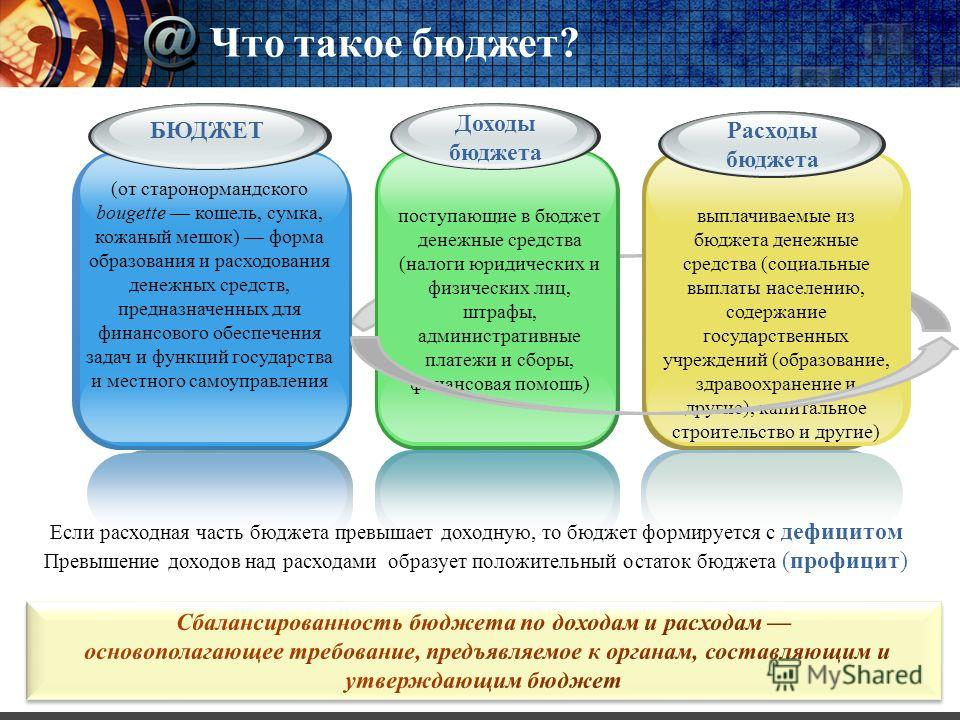 Что такое бюджет?
БЮДЖЕТ
(от старонормандского
bougette — кошель, сумка,
кожаный мешок) — форма
образования и расходования
денежных средств,
предназначенных для
финансового обеспечения
задач и функций государства
и местного самоуправления
Доходы
бюджета
поступающие в бюджет
денежные средства
(налоги юридических и
физических лиц,
штрафы,
административные
платежи и сборы,
финансовая помощь)
Расходы
бюджета
выплачиваемые из
бюджета денежные
средства (социальные
выплаты населению,
содержание
государственных
учреждений (образование,
здравоохранение и
другие), капитальное
строительство и другие)
Если расходная часть бюджета превышает доходную, то бюджет формируется с дефицитом
Превышение доходов над расходами образует положительный остаток бюджета (профицит)
Сбалансированность бюджета по доходам и расходам —
основополагающее требование, предъявляемое к органам, составляющим и
утверждающим бюджет
MyShared